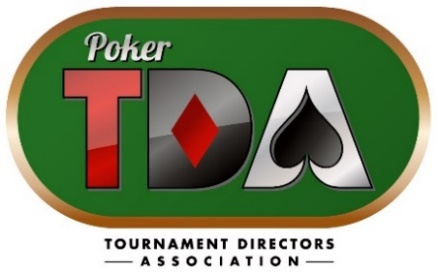 Poker
TDA
TOURNAMENT DIRECTORS
ASSOCIATION